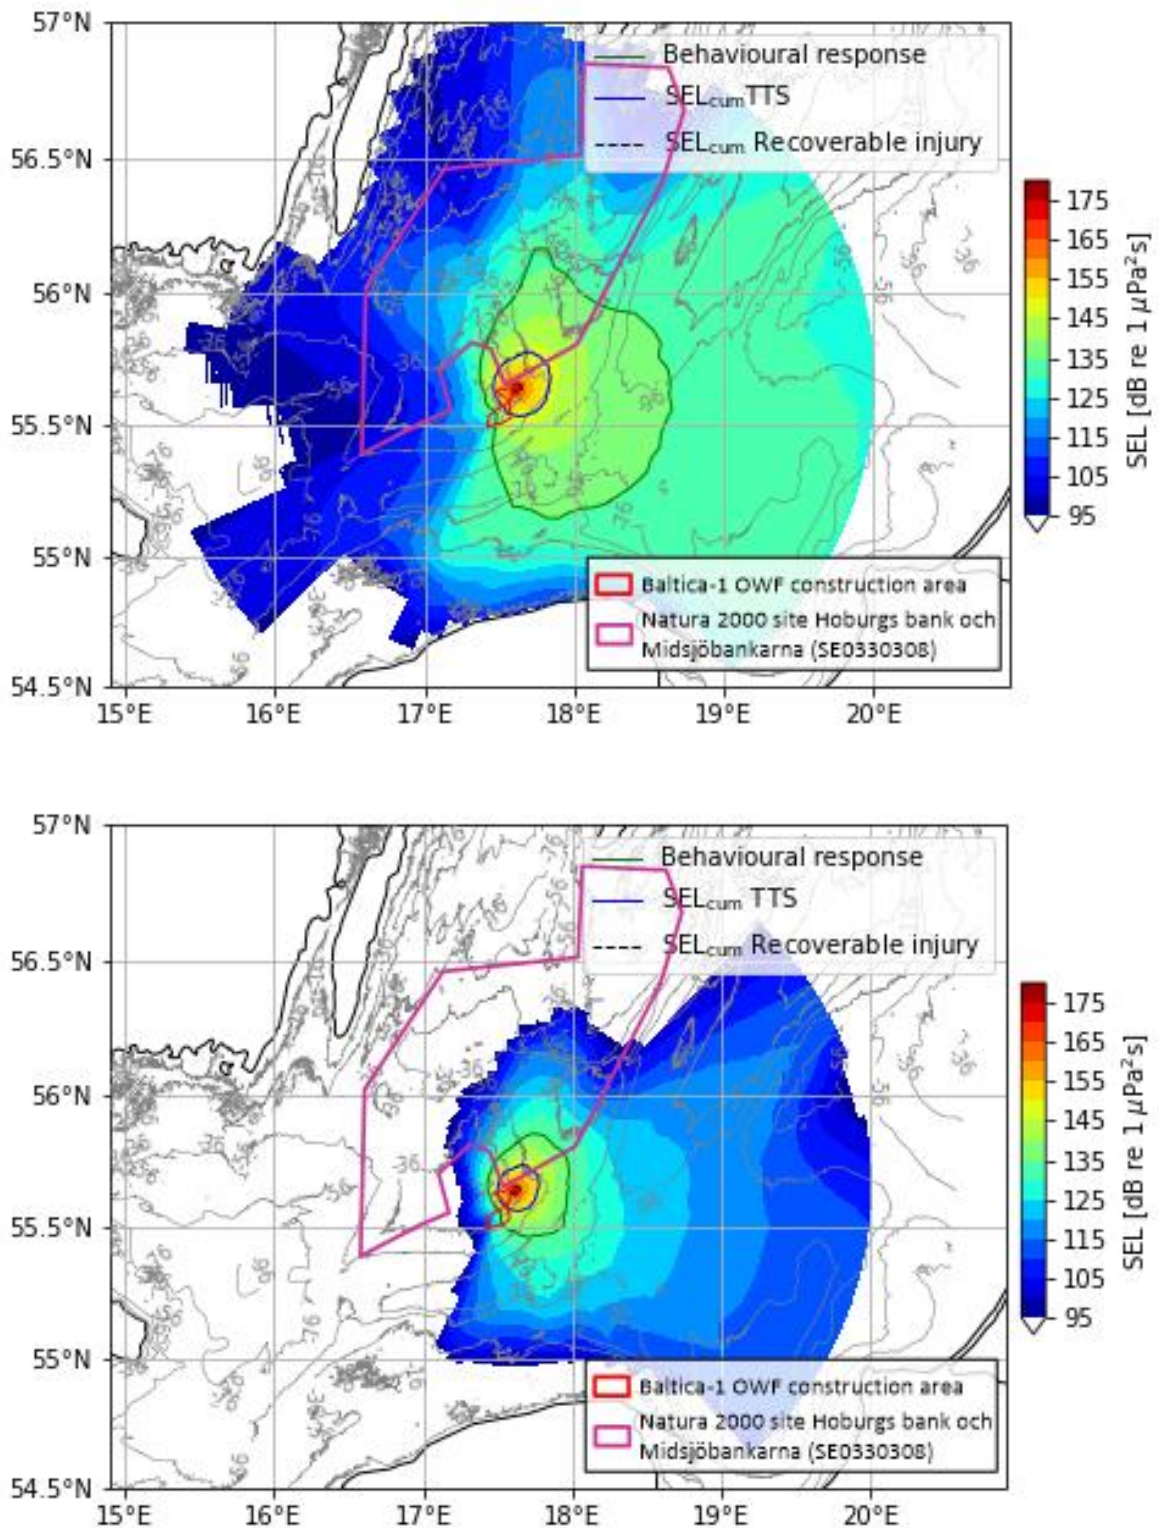 57°N
Behavioural response
SELcumTTS
SELcum Recoverable injury
56.5°N
56°N
55.5°N
55°N
54.5°N
15°E 16°E 17°E 18°E 19°E 20°E
175
165
155
145
135
125
115
105
95
SEL [dB re 1 µPa²s]
Baltica-1 OWF construction area
Natura 2000 site Hoburgs bank och
Midsjöbankarna (SE0330308)
57°N
Behavioural response
SELcum TTS
SELcum Recoverable injury
56.5°N
56°N
55.5°N
55°N
54.5°N
15°E 16°E 17°E 18°E 19°E 20°E
175
165
155
145
135
125
115
105
95
SEL [dB re 1 µPa²s]
Baltica-1 OWF construction area
Natura 2000 site Hoburgs bank och
Midsjöbankarna (SE0330308)